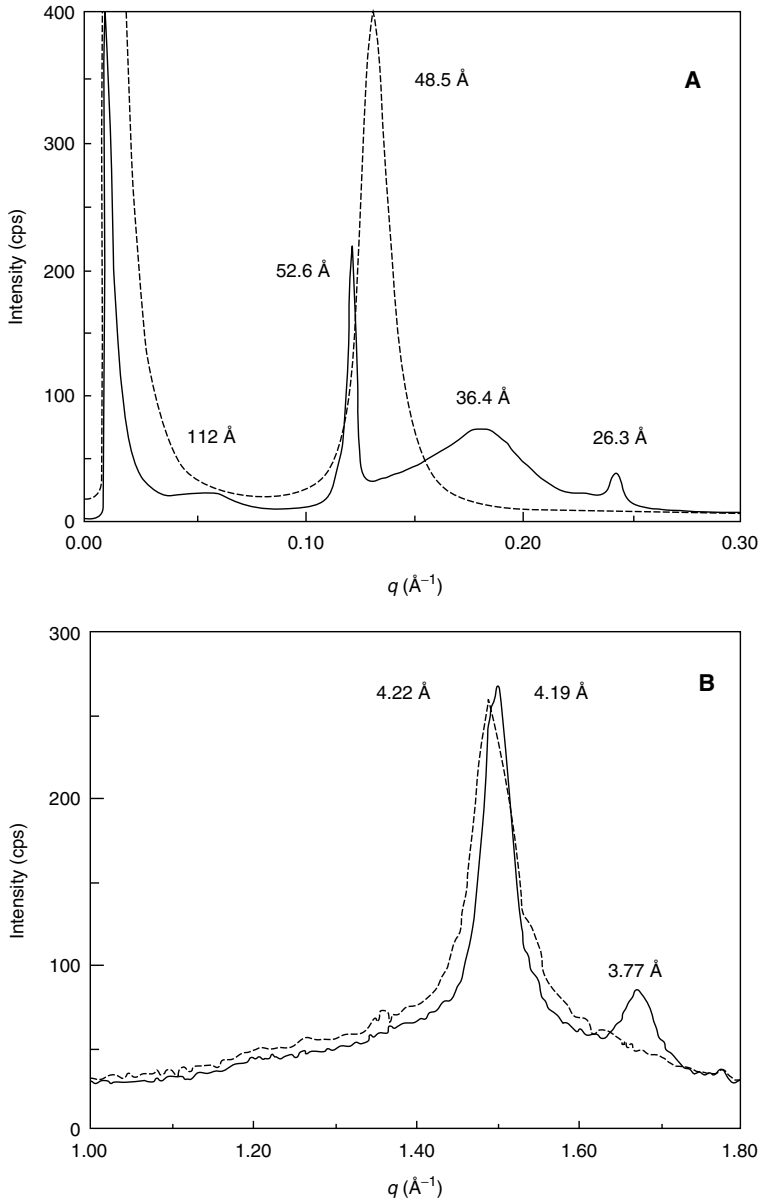 400
300
200
100
0
Intensity (cps)
A
48.5 Å
52.6 Å
36.4 Å
112 Å
26.3 Å
0.00
0.10
0.20
0.30
q (Å⁻¹)
300
200
100
0
Intensity (cps)
B
4.22 Å
4.19 Å
3.77 Å
1.00
1.20
1.40
1.60
1.80
q (Å⁻¹)